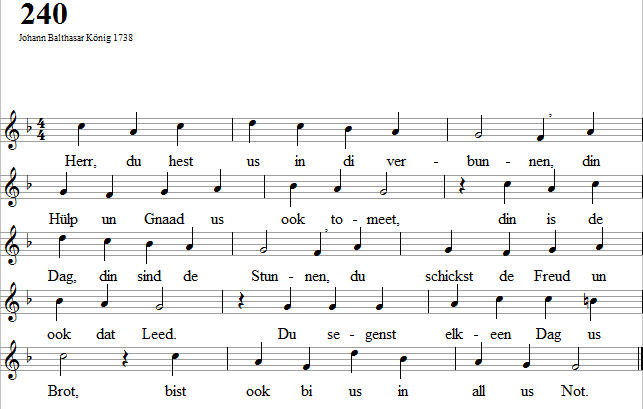 240
Johann Balthasar König 1738
4
4
Herr, du hest us in di ver - bun - nen, din
Hülp un Gnaad us ook to - meet, din is de
Dag, din sind de Stun - nen, du schickst de Freud un
ook dat Leed. Du se - genst elk - een Dag us
Brot, bist ook bi us in all us Not.